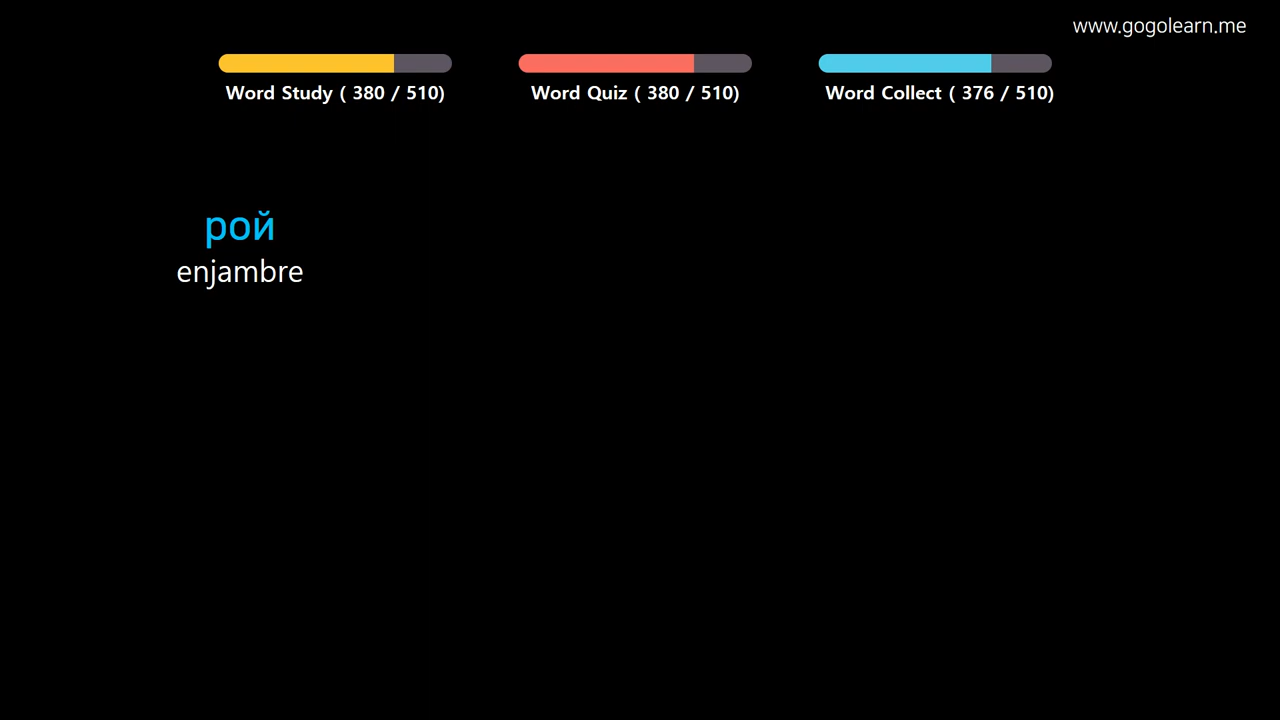 www.gogolearn.me
Word Study ( 380 / 510)
Word Quiz ( 380 / 510)
Word Collect ( 376 / 510)
рой
enjambre